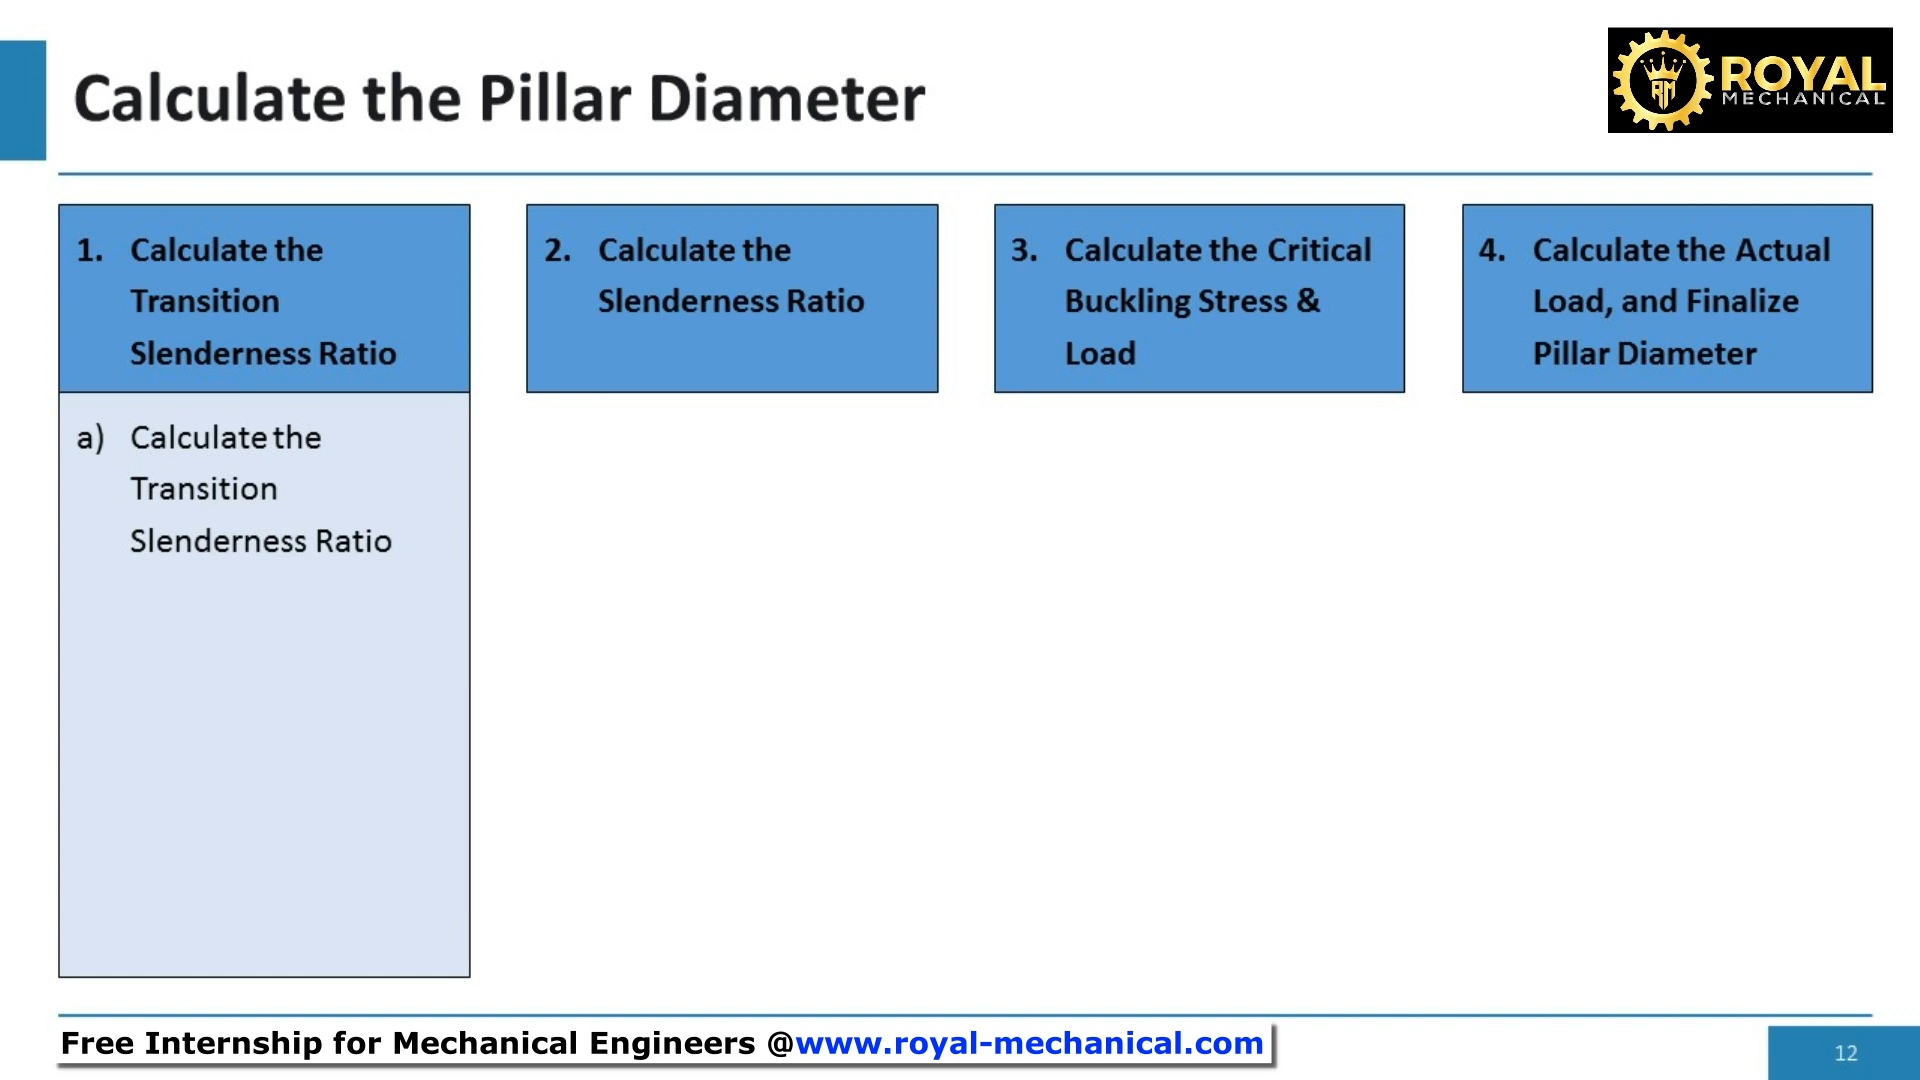 Calculate the Pillar Diameter
RM
ROYAL
MECHANICAL
1. Calculate the
Transition
Slenderness Ratio
2. Calculate the
Slenderness Ratio
3. Calculate the Critical
Buckling Stress &
Load
4. Calculate the Actual
Load, and Finalize
Pillar Diameter
a) Calculate the
Transition
Slenderness Ratio
Free Internship for Mechanical Engineers @www.royal-mechanical.com
12